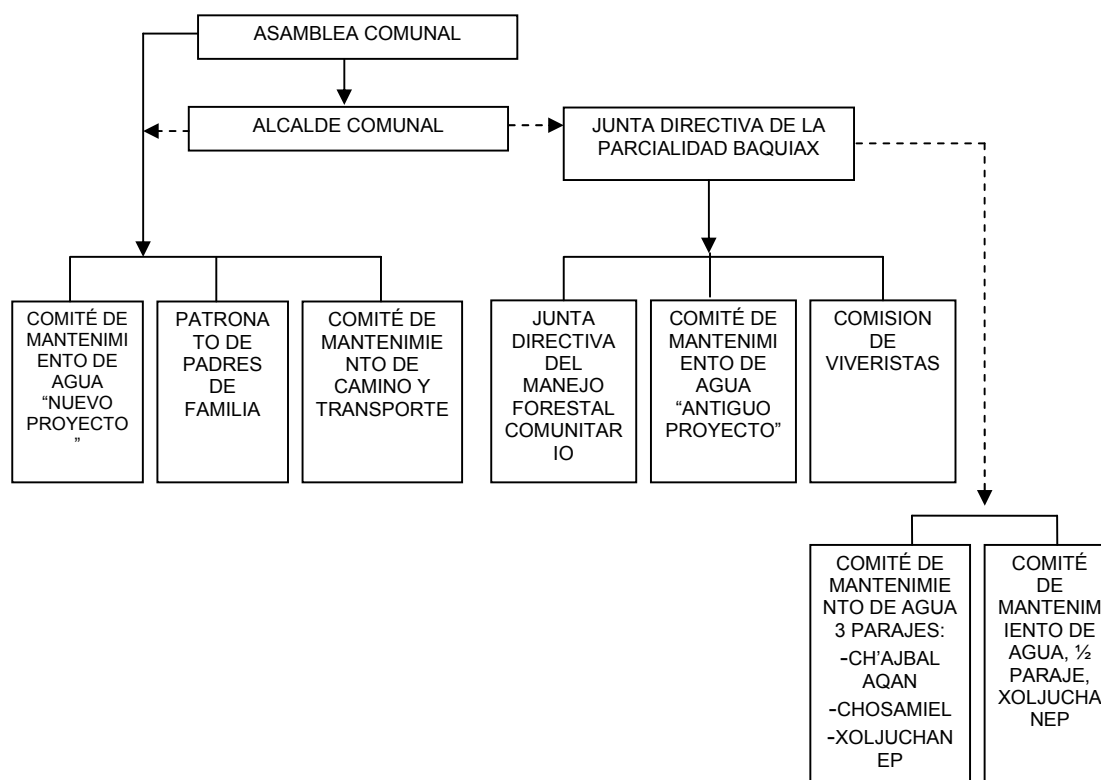 ASAMBLEA COMUNAL
ALCALDE COMUNAL
JUNTA DIRECTIVA DE LA
PARCIALIDAD BAQUIAX
COMITÉ DE
MANTENIMI
ENTO DE
AGUA
“NUEVO
PROYECTO
”
PATRONA
TO DE
PADRES
DE
FAMILIA
COMITÉ DE
MANTENIMIE
NTO DE
CAMINO Y
TRANSPORTE
JUNTA
DIRECTIVA
DEL
MANEJO
FORESTAL
COMUNITAR
IO
COMITÉ DE
MANTENIMI
ENTO DE
AGUA
“ANTIGUO
PROYECTO”
COMISION
DE
VIVERISTAS
COMITÉ DE
MANTENIMIE
NTO DE AGUA
3 PARAJES:
-CH’AJBAL
AQAN
-CHOSAMIEL
-XOLJUCHAN
EP
COMITÉ
DE
MANTENIM
IENTO DE
AGUA, ½
PARAJE,
XOLJUCHA
NEP